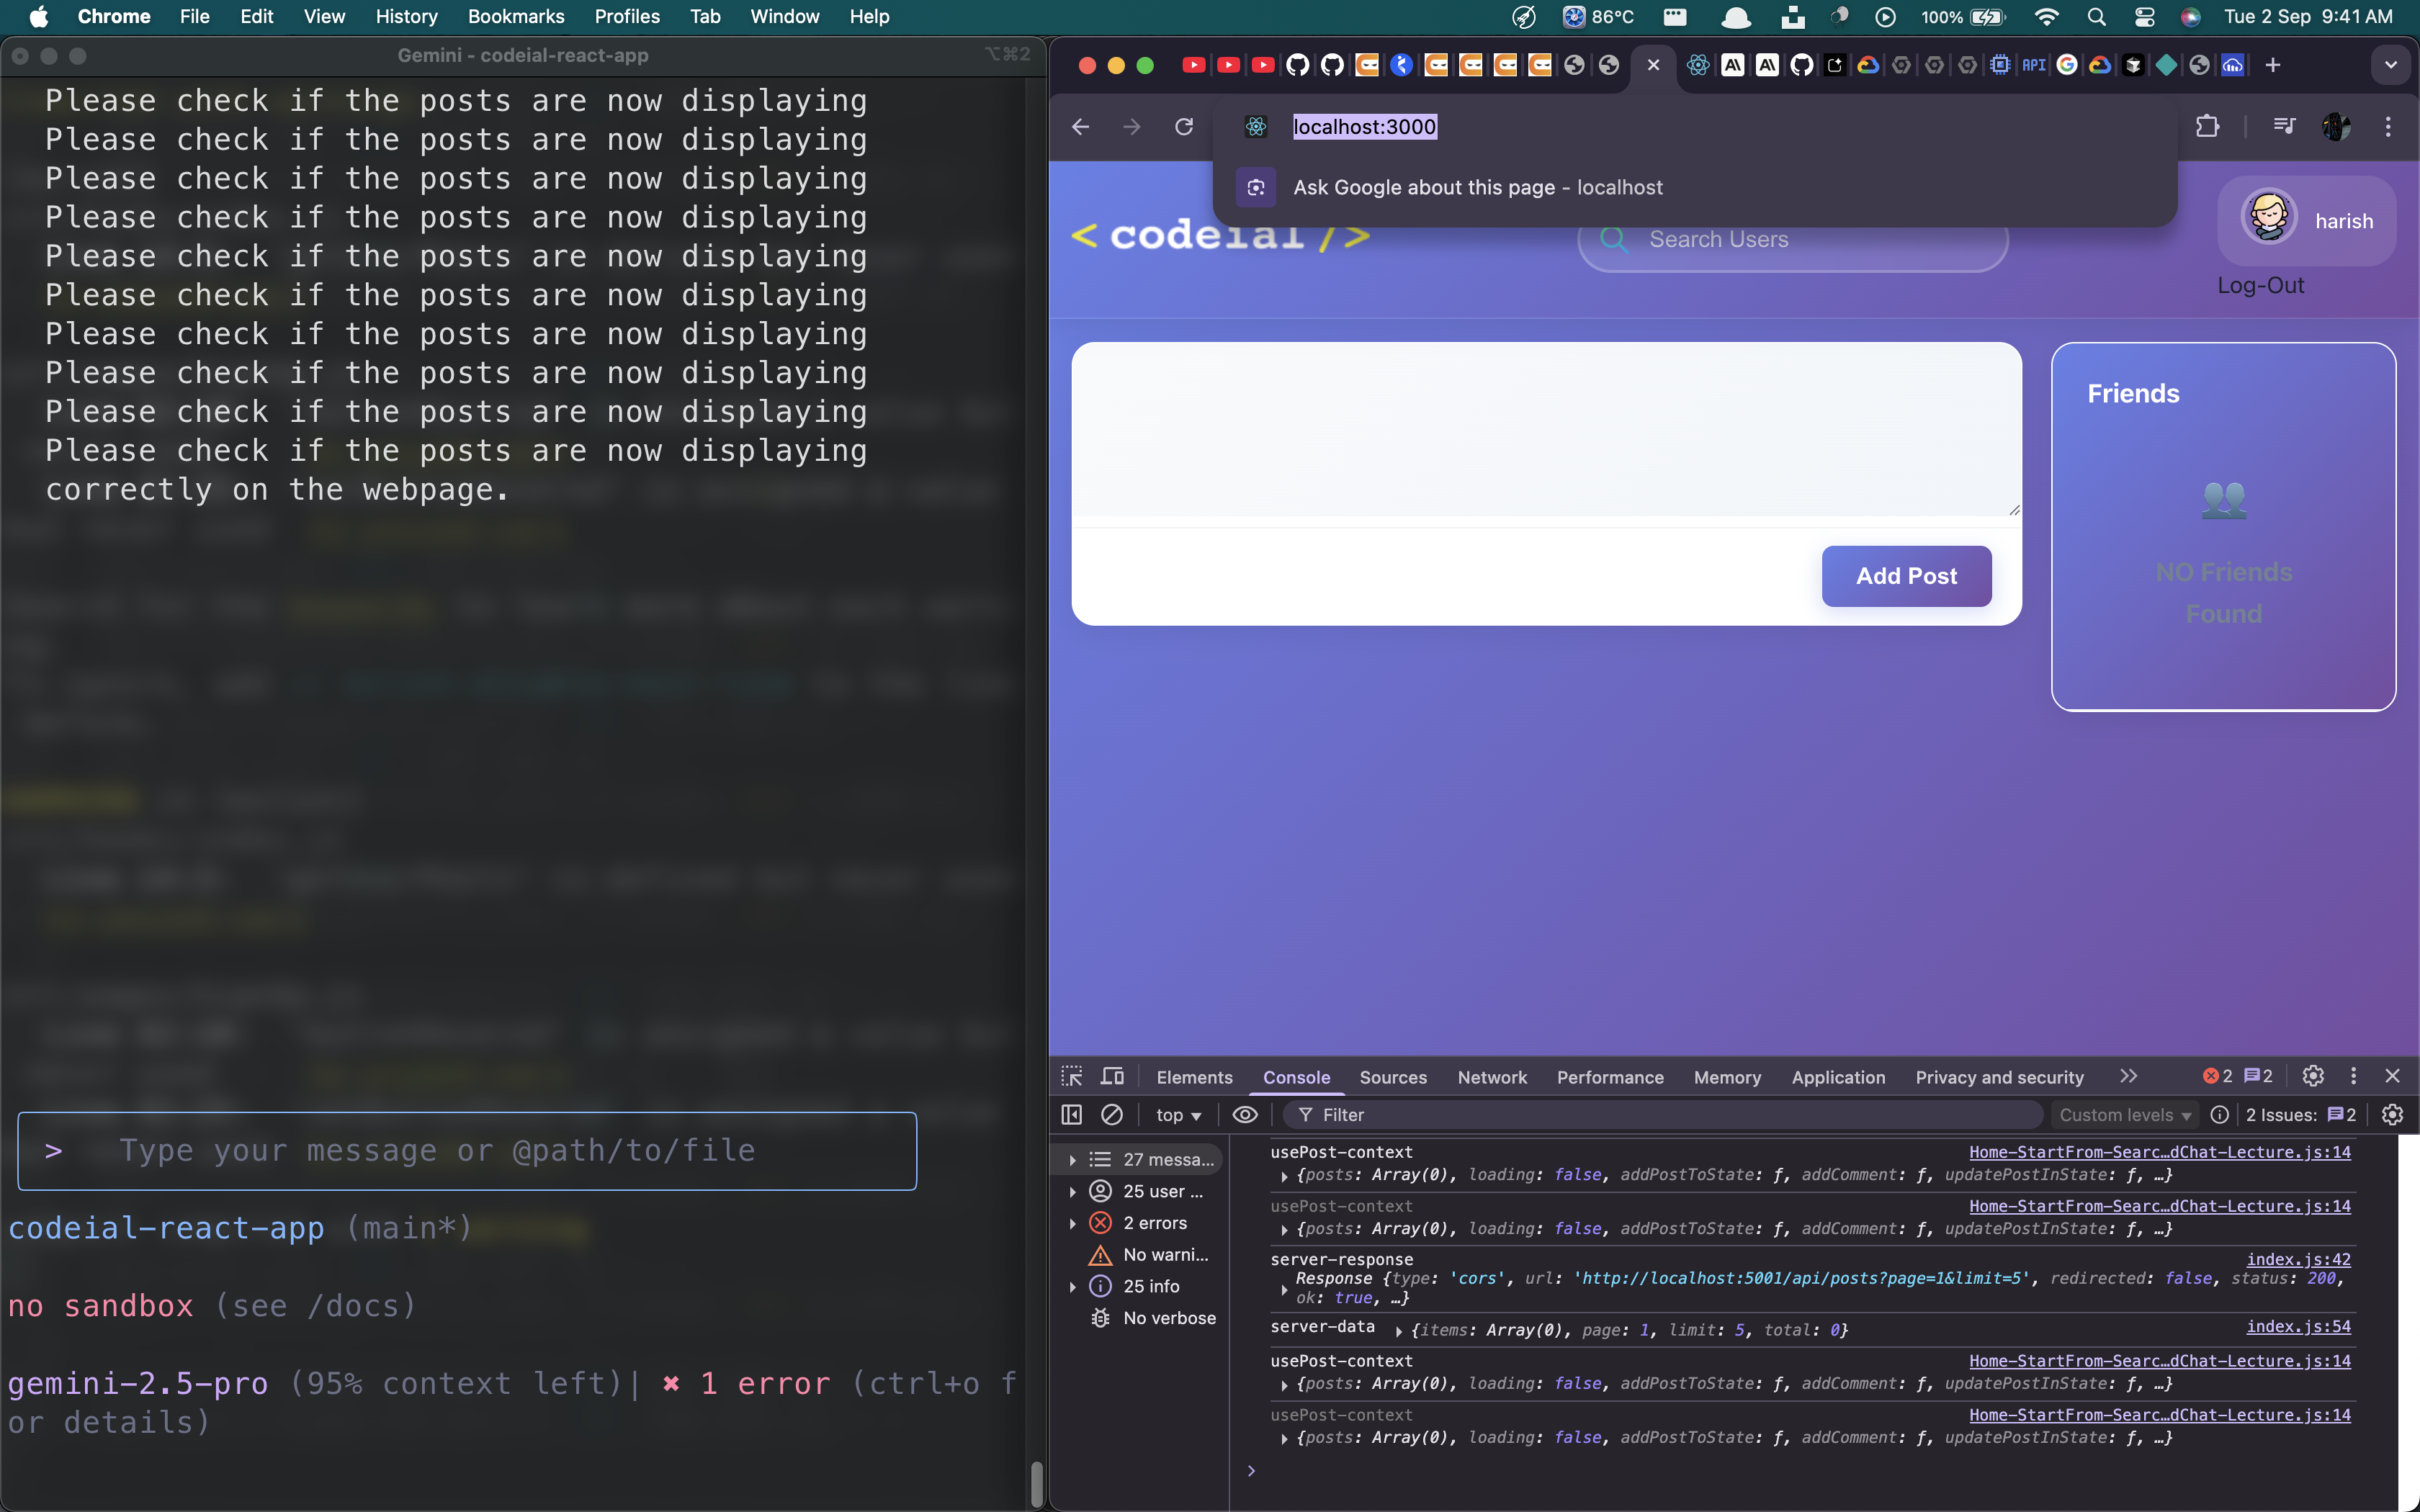 Chrome File Edit View History Bookmarks Profiles Tab Window Help
86°C 100% Tue 2 Sep 9:41 AM
Gemini - codeial-react-app ⌥⌘2
Please check if the posts are now displaying
Please check if the posts are now displaying
Please check if the posts are now displaying
Please check if the posts are now displaying
Please check if the posts are now displaying
Please check if the posts are now displaying
Please check if the posts are now displaying
Please check if the posts are now displaying
Please check if the posts are now displaying
Please check if the posts are now displaying
correctly on the webpage.
> Type your message or @path/to/file
codeial-react-app (main*)
no sandbox (see /docs)
gemini-2.5-pro (95% context left)| ✖ 1 error (ctrl+o f
or details)
API
localhost:3000
Ask Google about this page - localhost
<codeial/>
Search Users
harish
Log-Out
Add Post
Friends
NO Friends
Found
Elements Console Sources Network Performance Memory Application Privacy and security 2 2
top Filter Custom levels 2 Issues: 2
27 messa...
25 user ...
2 errors
No warni...
25 info
No verbose
usePost-context Home-StartFrom-Searc…dChat-Lecture.js:14
{posts: Array(0), loading: false, addPostToState: ƒ, addComment: ƒ, updatePostInState: ƒ, …}
usePost-context Home-StartFrom-Searc…dChat-Lecture.js:14
{posts: Array(0), loading: false, addPostToState: ƒ, addComment: ƒ, updatePostInState: ƒ, …}
server-response index.js:42
Response {type: 'cors', url: 'http://localhost:5001/api/posts?page=1&limit=5', redirected: false, status: 200,
ok: true, …}
server-data {items: Array(0), page: 1, limit: 5, total: 0} index.js:54
usePost-context Home-StartFrom-Searc…dChat-Lecture.js:14
{posts: Array(0), loading: false, addPostToState: ƒ, addComment: ƒ, updatePostInState: ƒ, …}
usePost-context Home-StartFrom-Searc…dChat-Lecture.js:14
{posts: Array(0), loading: false, addPostToState: ƒ, addComment: ƒ, updatePostInState: ƒ, …}